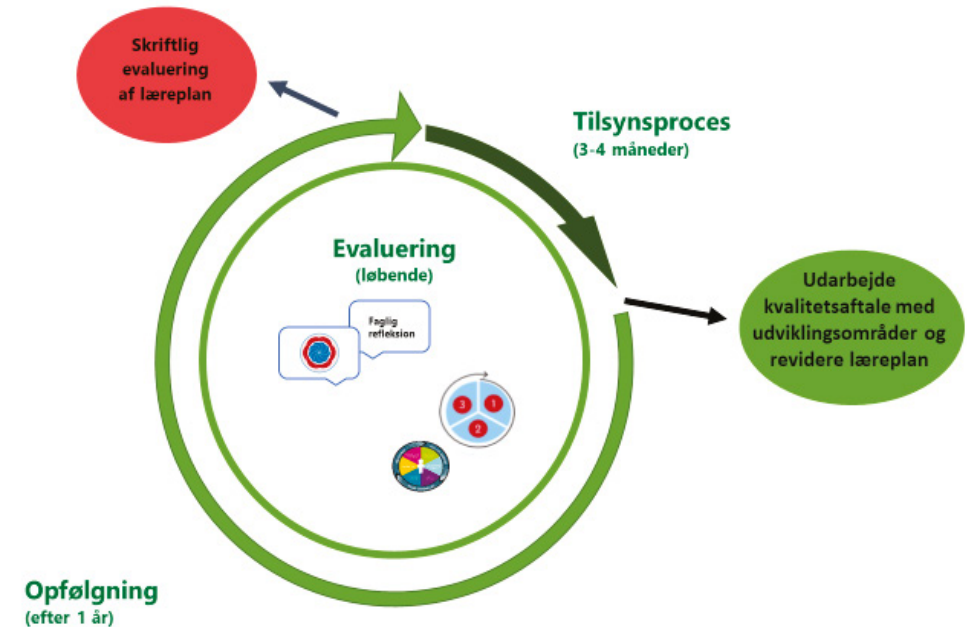 Skriftlig
evaluering
af læreplan
Tilsynsproces
(3-4 måneder)
Evaluering
(løbende)
Faglig
refleksion
3
1
2
Udarbejde
kvalitetsaftale med
udviklingsområder og
revidere læreplan
Opfølgning
(efter 1 år)